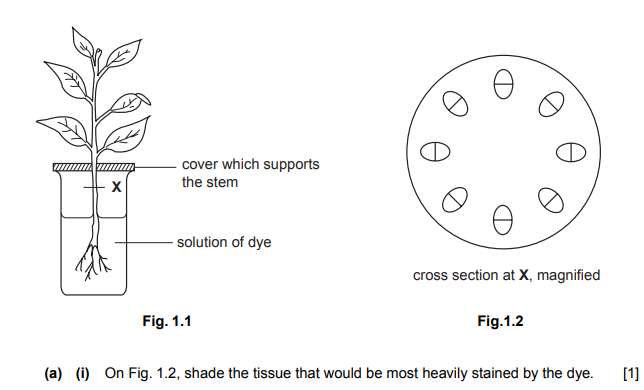 cover which supports
the stem
X
solution of dye
cross section at X, magnified
Fig. 1.1
Fig.1.2
(a) (i) On Fig. 1.2, shade the tissue that would be most heavily stained by the dye. [1]